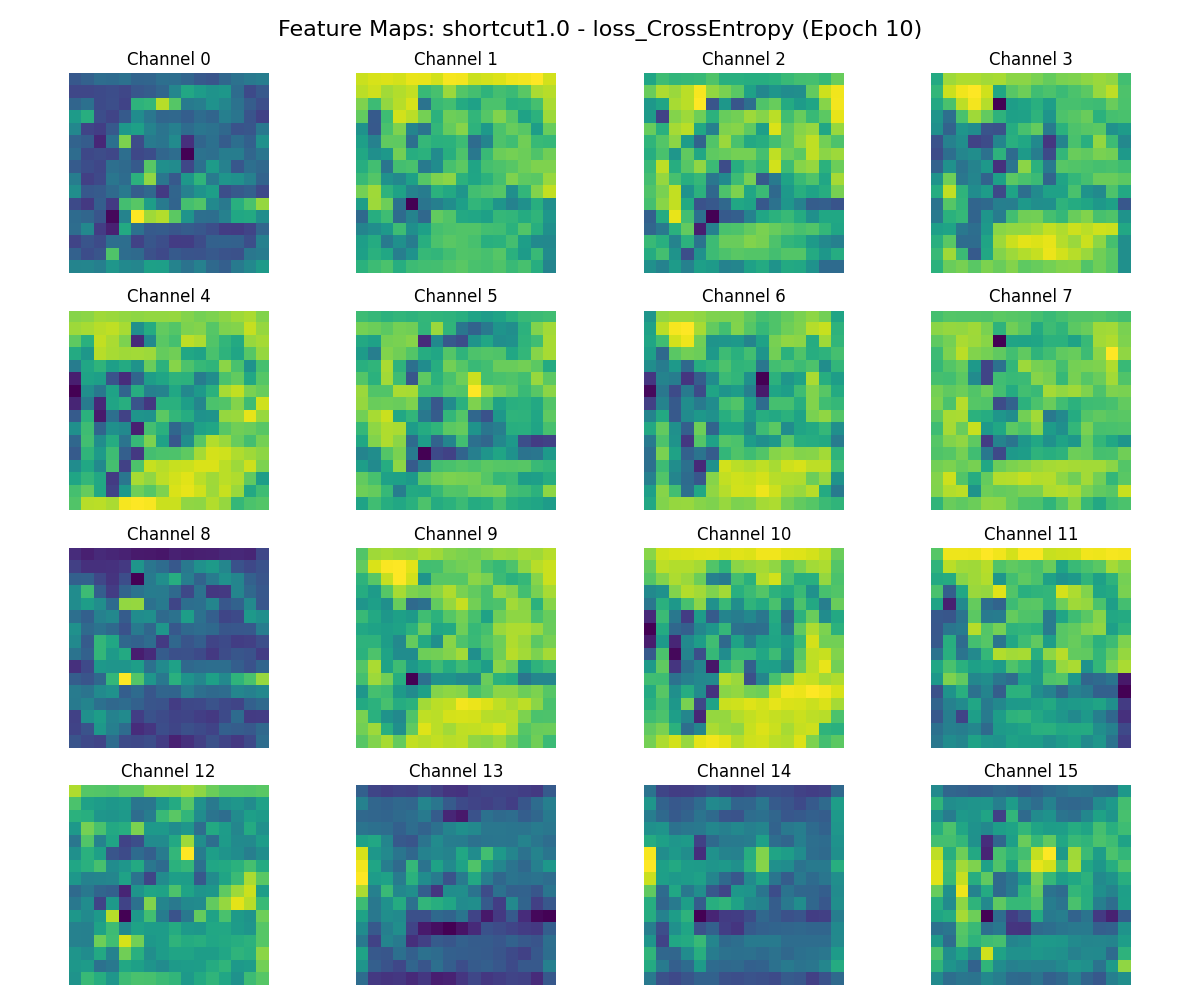 Feature Maps: shortcut1.0 - loss_CrossEntropy (Epoch 10)
Channel 0
Channel 1
Channel 2
Channel 3
Channel 4
Channel 5
Channel 6
Channel 7
Channel 8
Channel 9
Channel 10
Channel 11
Channel 12
Channel 13
Channel 14
Channel 15